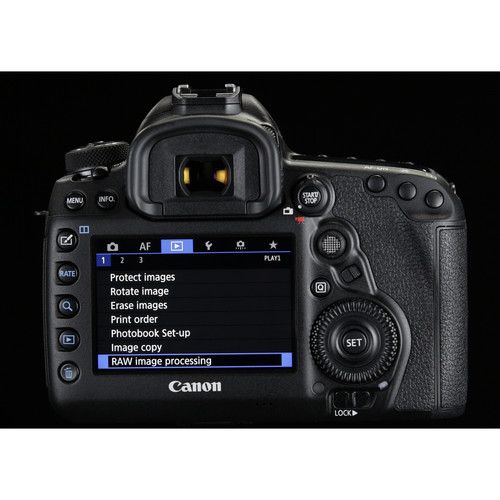 START/
STOP
MENU
INFO.
AF
1 2 3
PLAY1
RATE
Protect images
Rotate image
Erase images
Print order
Photobook Set-up
Image copy
RAW image processing
SET
Q
Canon
LOCK▶